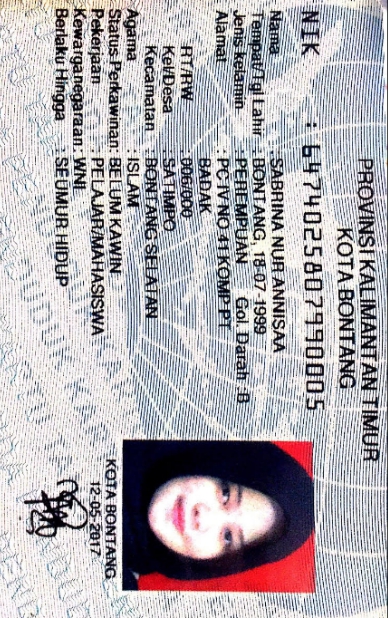 PROVINSI KALIMANTAN TIMUR
KOTA BONTANG
NIK : 6474025807990005
Nama : SABRINA NUR ANNISAA
Tempat/Tgl Lahir : BONTANG, 18-07-1999
Jenis Kelamin : PEREMPUAN Gol. Darah : B
Alamat : PC IV NO 41 KOMP PT
BADAK
RT/RW : 006/000
Kel/Desa : SATIMPO
Kecamatan : BONTANG SELATAN
Agama : ISLAM
Status Perkawinan : BELUM KAWIN
Pekerjaan : PELAJAR/MAHASISWA
Kewarganegaraan : WNI
Berlaku Hingga : SEUMUR HIDUP
KOTA BONTANG
12-05-2017